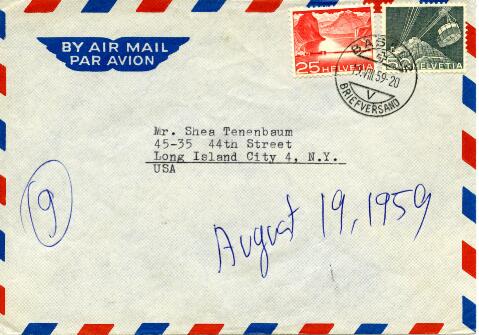 BY AIR MAIL
PAR AVION
25 HELVETIA
HELVETIA
BASEL 2
VIII 59-20
V
BRIEFVERSAND
Mr. Shea Tenenbaum
45-35 44th Street
Long Island City 4, N.Y.
USA
9
August 19, 1959